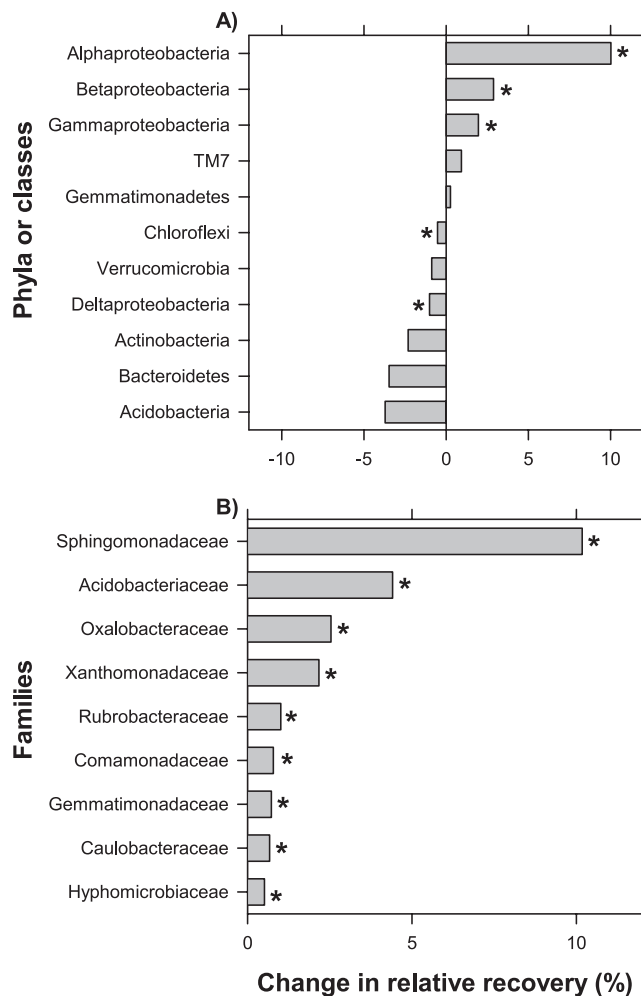 A)
Phyla or classes
Alphaproteobacteria *
Betaproteobacteria *
Gammaproteobacteria *
TM7
Gemmatimonadetes
Chloroflexi *
Verrucomicrobia
Deltaproteobacteria *
Actinobacteria
Bacteroidetes
Acidobacteria
-10 -5 0 5 10
B)
Families
Sphingomonadaceae *
Acidobacteriaceae *
Oxalobacteraceae *
Xanthomonadaceae *
Rubrobacteraceae *
Comamonadaceae *
Gemmatimonadaceae *
Caulobacteraceae *
Hyphomicrobiaceae *
0 5 10
Change in relative recovery (%)